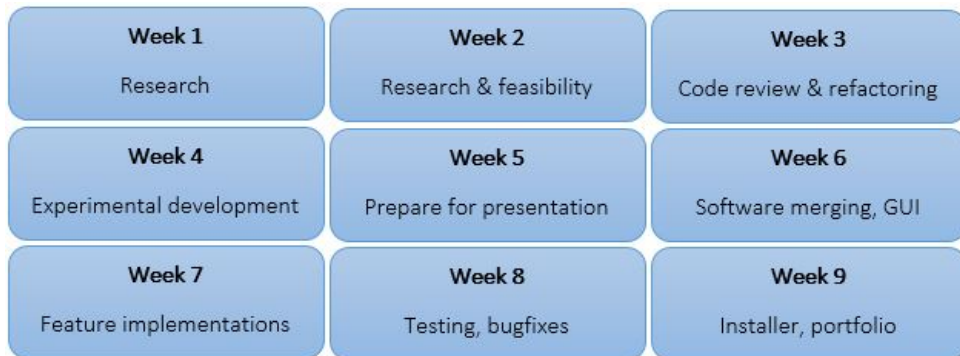 Week 1
Research
Week 2
Research & feasibility
Week 3
Code review & refactoring
Week 4
Experimental development
Week 5
Prepare for presentation
Week 6
Software merging, GUI
Week 7
Feature implementations
Week 8
Testing, bugfixes
Week 9
Installer, portfolio